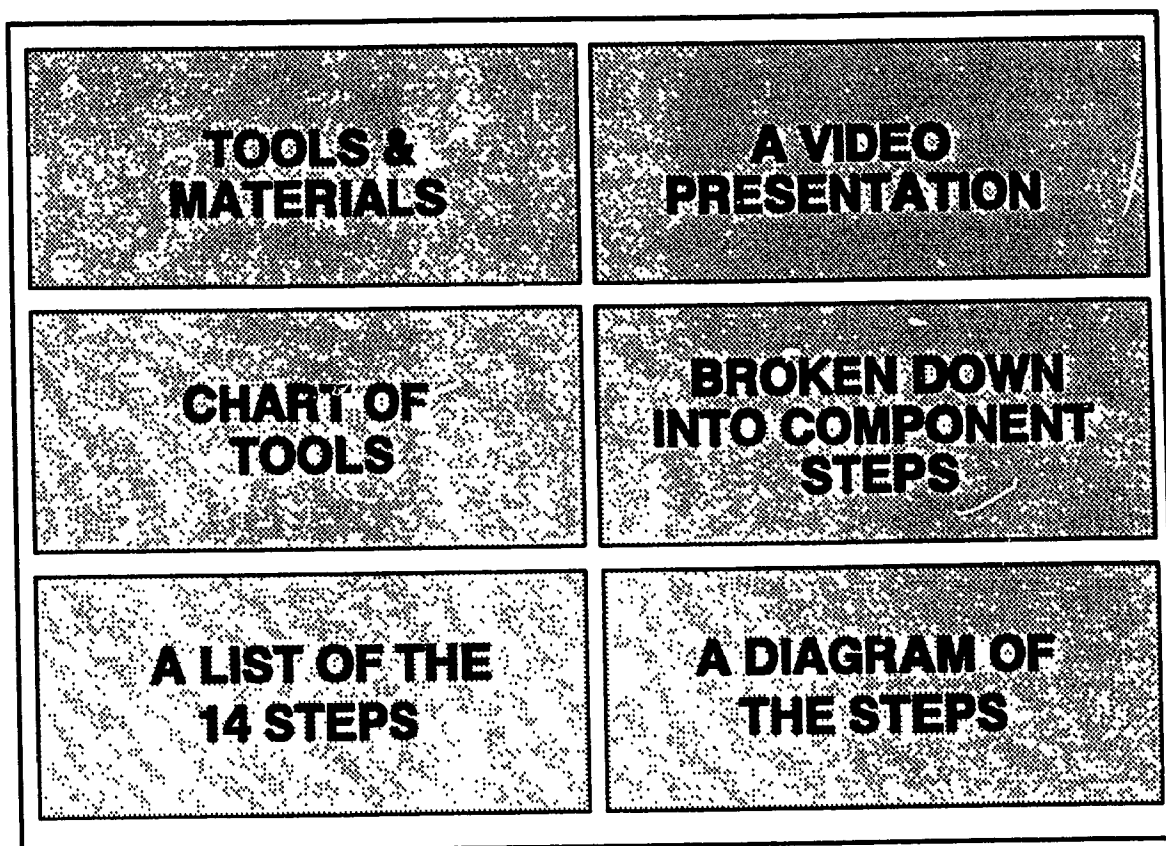 TOOLS &
MATERIALS
A VIDEO
PRESENTATION
CHART OF
TOOLS
BROKEN DOWN
INTO COMPONENT
STEPS
A LIST OF THE
14 STEPS
A DIAGRAM OF
THE STEPS